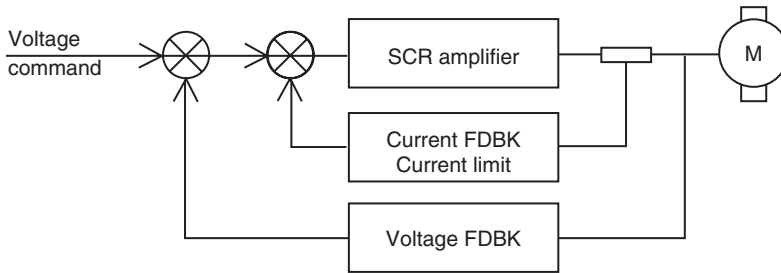 Voltage
command
SCR amplifier
M
Current FDBK
Current limit
Voltage FDBK